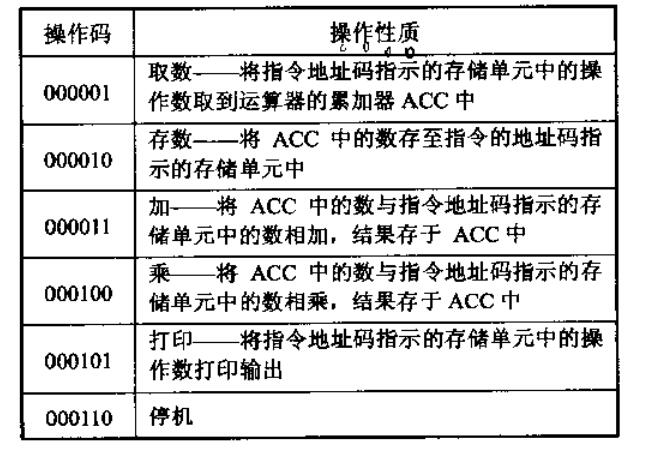 操作码 操作性质
000001 取数——将指令地址码指示的存储单元中的操
作数取到运算器的累加器 ACC 中
000010 存数——将 ACC 中的数存至指令的地址码指
示的存储单元中
000011 加——将 ACC 中的数与指令地址码指示的存
储单元中的数相加，结果存于 ACC 中
000100 乘——将 ACC 中的数与指令地址码指示的存
储单元中的数相乘，结果存于 ACC 中
000101 打印——将指令地址码指示的存储单元中的操
作数打印输出
000110 停机